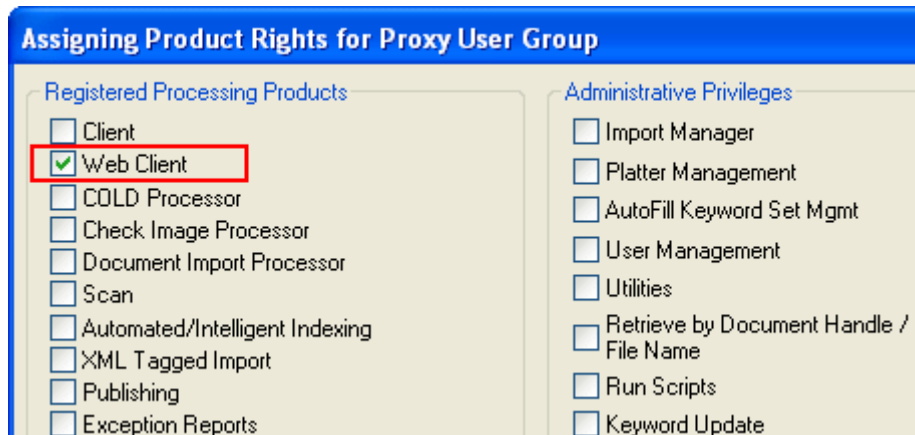 Assigning Product Rights for Proxy User Group
Registered Processing Products
Client
Web Client
COLD Processor
Check Image Processor
Document Import Processor
Scan
Automated/Intelligent Indexing
XML Tagged Import
Publishing
Exception Reports
Administrative Privileges
Import Manager
Platter Management
AutoFill Keyword Set Mgmt
User Management
Utilities
Retrieve by Document Handle /
File Name
Run Scripts
Keyword Update